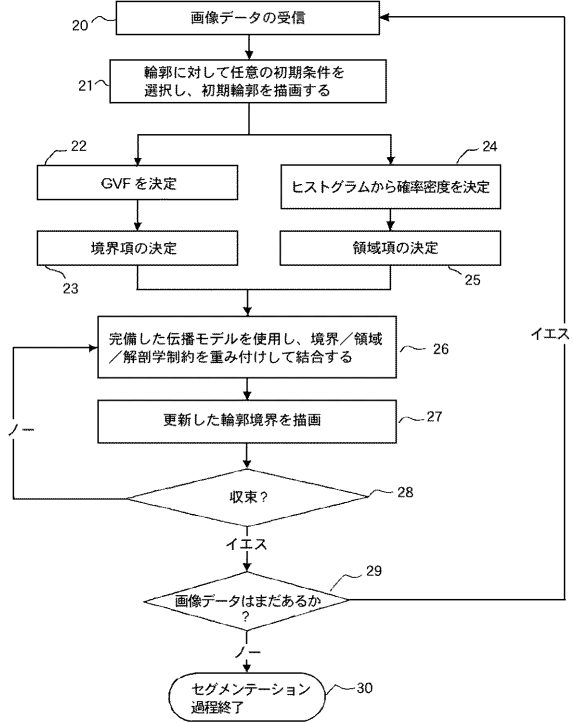 画像データの受信
20
輪郭に対して任意の初期条件を
選択し、初期輪郭を描画する
21
22
24
GVFを決定
ヒストグラムから確率密度を決定
境界項の決定
領域項の決定
23
25
完備した伝播モデルを使用し、境界／領域
／解剖学制約を重み付けして結合する
26
イエス
更新した輪郭境界を描画
27
ノー
収束？
28
イエス
29
画像データはまだあるか
？
ノー
セグメンテーション
過程終了
30